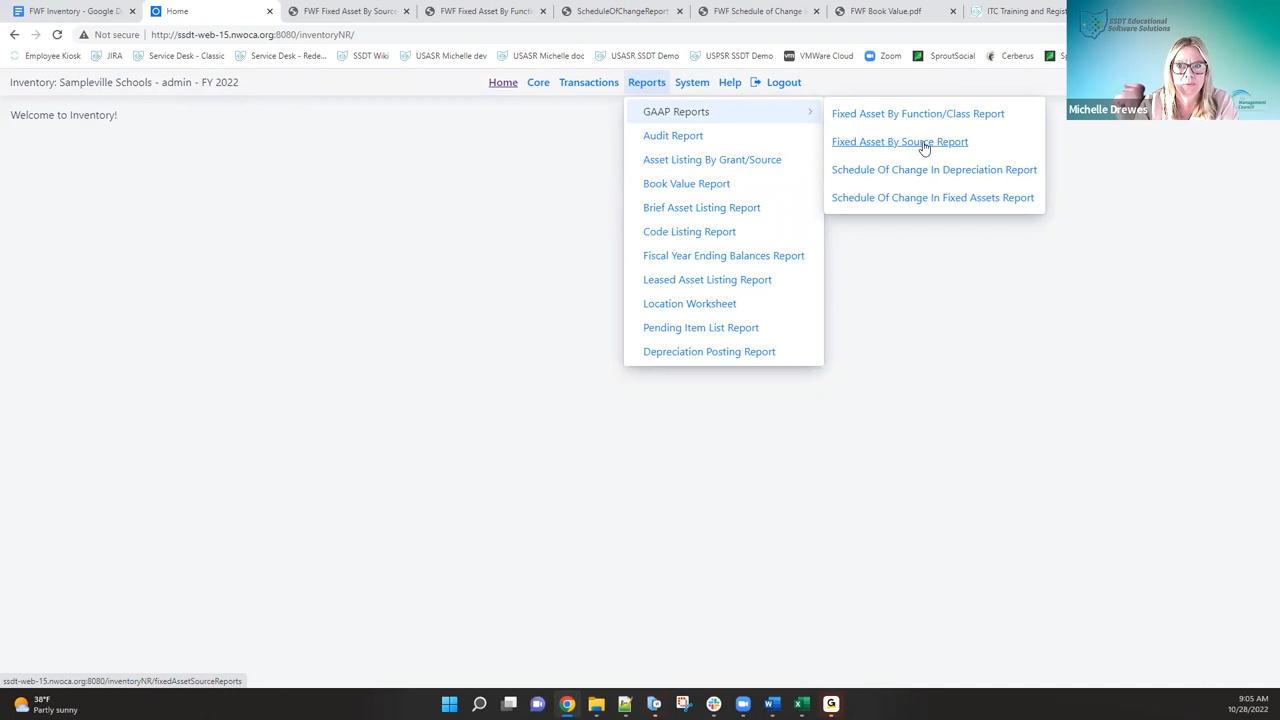 FWF Inventory - Google D
Home
FWF Fixed Asset By Sour
FWF Fixed Asset By Functi
ScheduleOfChangeReport
FWF Schedule of Change
FWF Book Value.pdf
ITC Training and Regist
Not secure
http://ssdt-web-15.nwoca.org:8080/inventoryNR/
Employee Kiosk
JIRA
Service Desk - Classic
Service Desk - Rede...
SSDT Wiki
USASR Michelle dev
USASR Michelle doc
USASR SSDT Demo
USPSR SSDT Demo
VMWare Cloud
Zoom
SproutSocial
Cerberus
SSDT Educational
Software Solutions
Management
Council
Michelle Drewes
Inventory: Sampleville Schools - admin - FY 2022
Home
Core
Transactions
Reports
System
Help
Logout
Welcome to Inventory!
GAAP Reports
Audit Report
Asset Listing By Grant/Source
Book Value Report
Brief Asset Listing Report
Code Listing Report
Fiscal Year Ending Balances Report
Leased Asset Listing Report
Location Worksheet
Pending Item List Report
Depreciation Posting Report
Fixed Asset By Function/Class Report
Fixed Asset By Source Report
Schedule Of Change In Depreciation Report
Schedule Of Change In Fixed Assets Report
ssdt-web-15.nwoca.org:8080/inventoryNR/fixedAssetSourceReports
38°F
Partly sunny
9:05 AM
10/28/2022